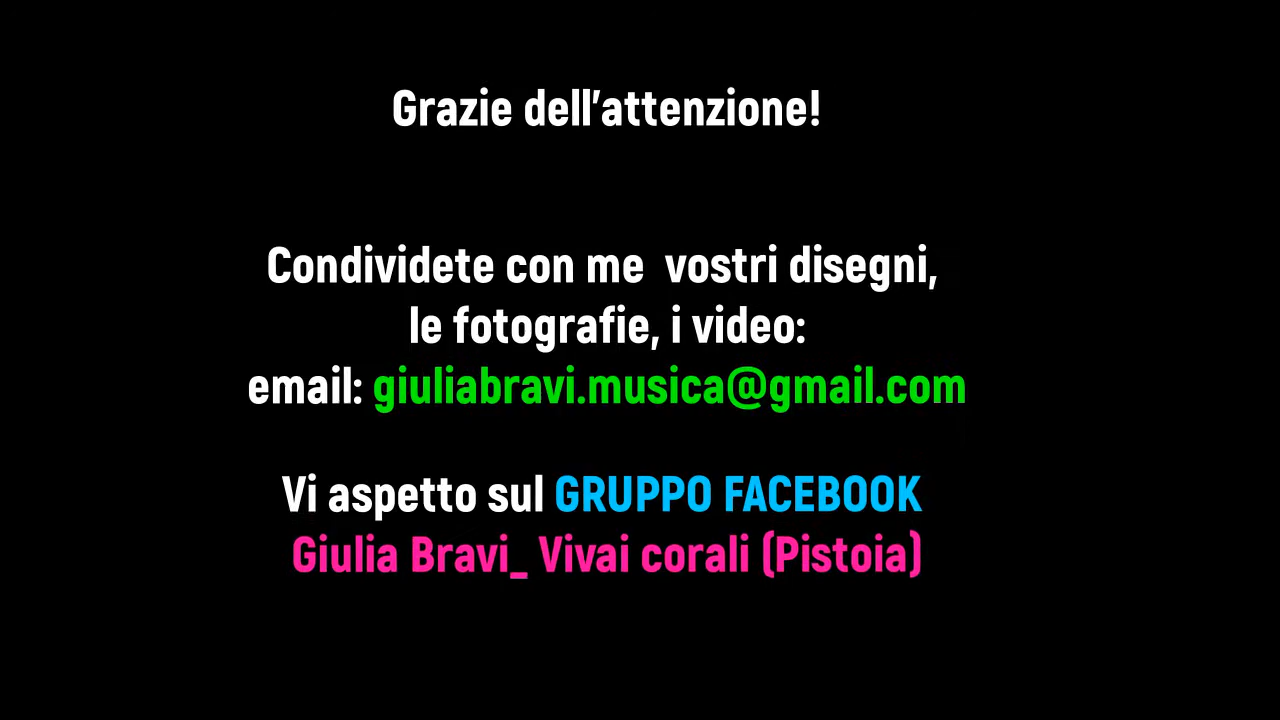 Grazie dell'attenzione!
Condividete con me  vostri disegni,
le fotografie, i video:
email: giuliabravi.musica@gmail.com
Vi aspetto sul GRUPPO FACEBOOK
Giulia Bravi_ Vivai corali (Pistoia)